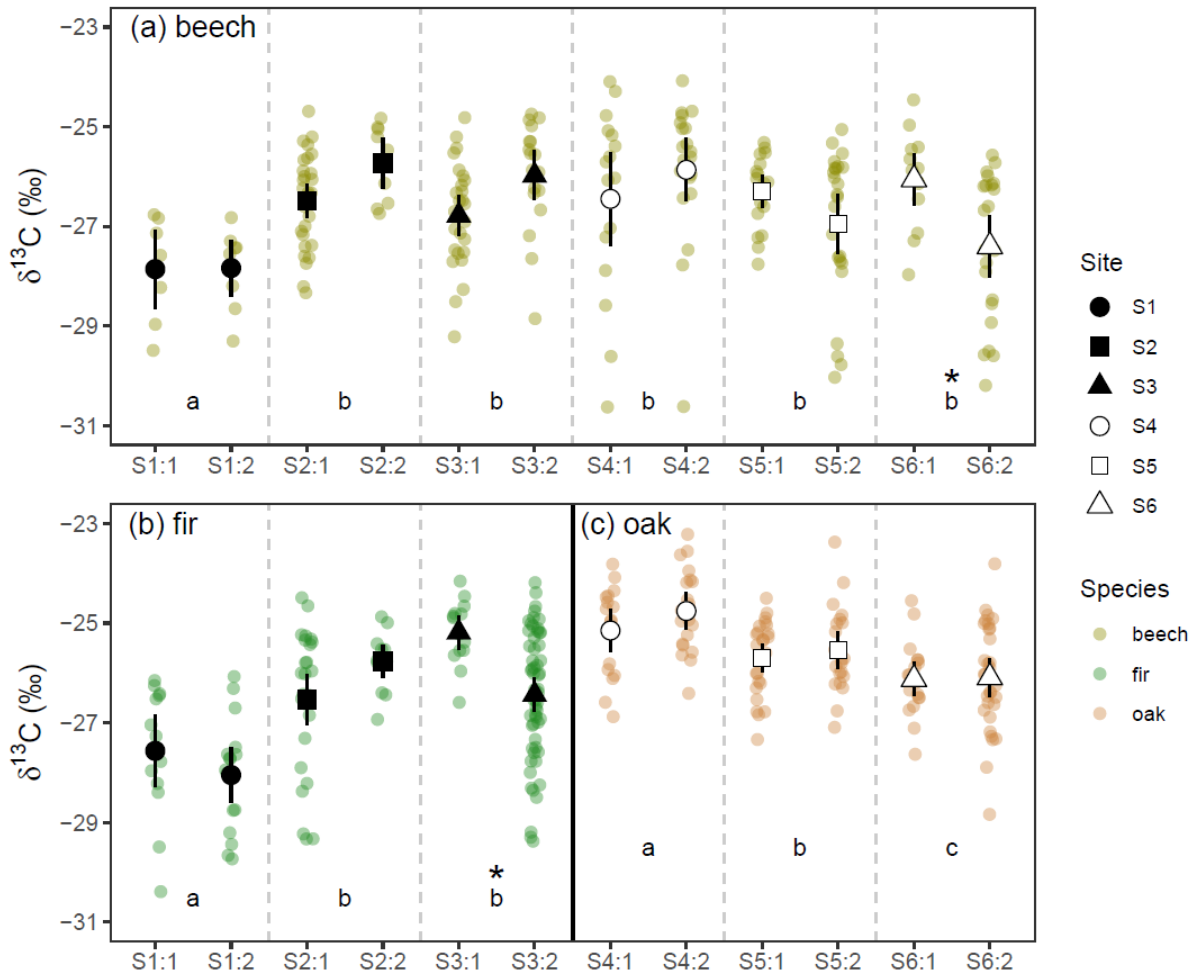 (a) beech
−23
−25
−27
−29
−31
δ¹³C (‰)
*
a b b b b b
S1:1 S1:2 S2:1 S2:2 S3:1 S3:2 S4:1 S4:2 S5:1 S5:2 S6:1 S6:2
(b) fir (c) oak
−23
−25
−27
−29
−31
δ¹³C (‰)
a b c
*
a b b
S1:1 S1:2 S2:1 S2:2 S3:1 S3:2 S4:1 S4:2 S5:1 S5:2 S6:1 S6:2
Site
S1
S2
S3
S4
S5
S6
Species
beech
fir
oak